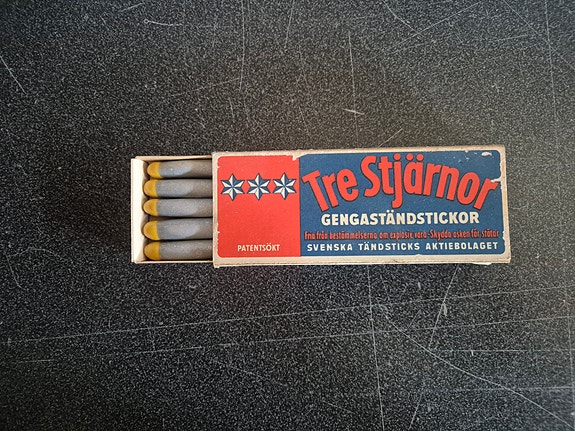 Tre Stjärnor
GENGASTÄNDSTICKOR
Fria från bestämmelserna om explosiv vara. Skydda asken för stötar
SVENSKA TÄNDSTICKS AKTIEBOLAGET
PATENTSÖKT